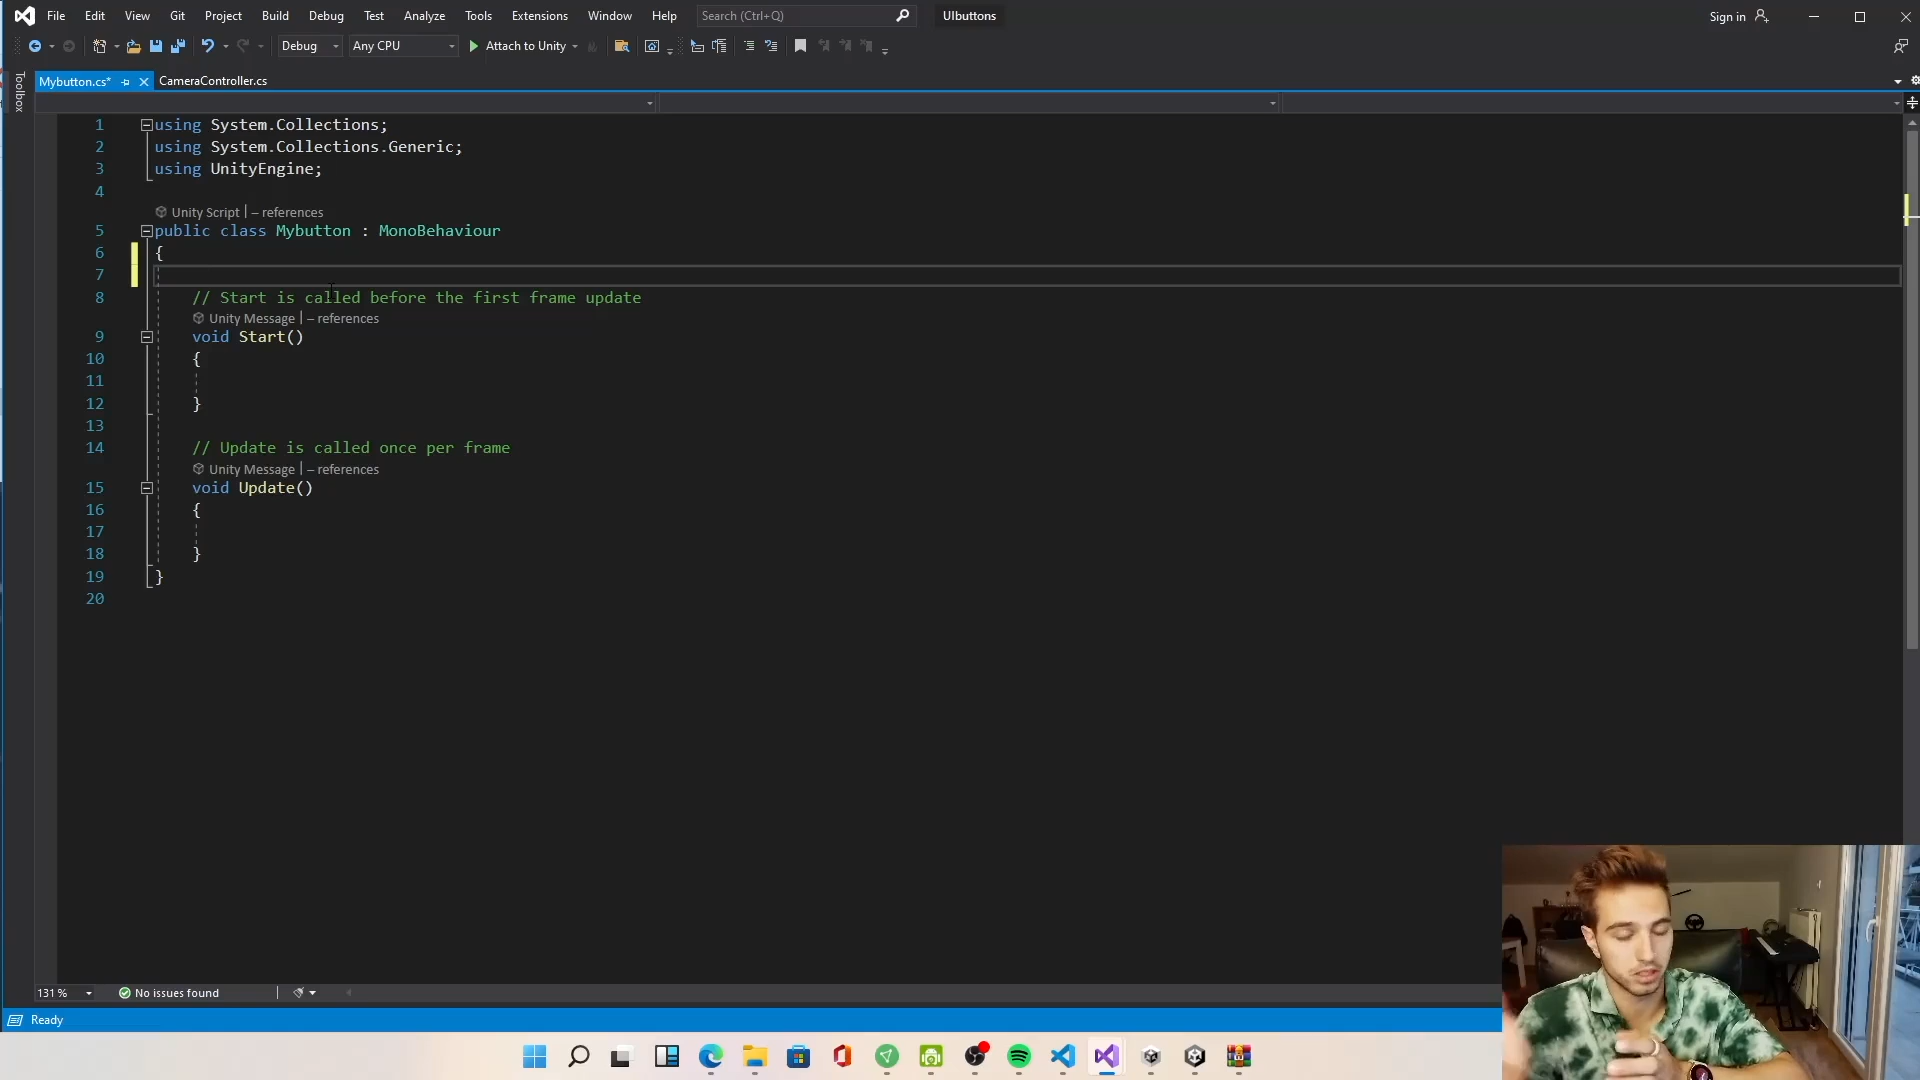 File Edit View Git Project Build Debug Test Analyze Tools Extensions Window Help Search (Ctrl+Q) UIbuttons Sign in
Debug Any CPU Attach to Unity
Toolbox
Mybutton.cs* CameraController.cs
1 using System.Collections;
2 using System.Collections.Generic;
3 using UnityEngine;
4
Unity Script | – references
5 public class Mybutton : MonoBehaviour
6 {
7
8 // Start is called before the first frame update
Unity Message | – references
9 void Start()
10 {
11
12 }
13
14 // Update is called once per frame
Unity Message | – references
15 void Update()
16 {
17
18 }
19 }
20
131 % No issues found
Ready